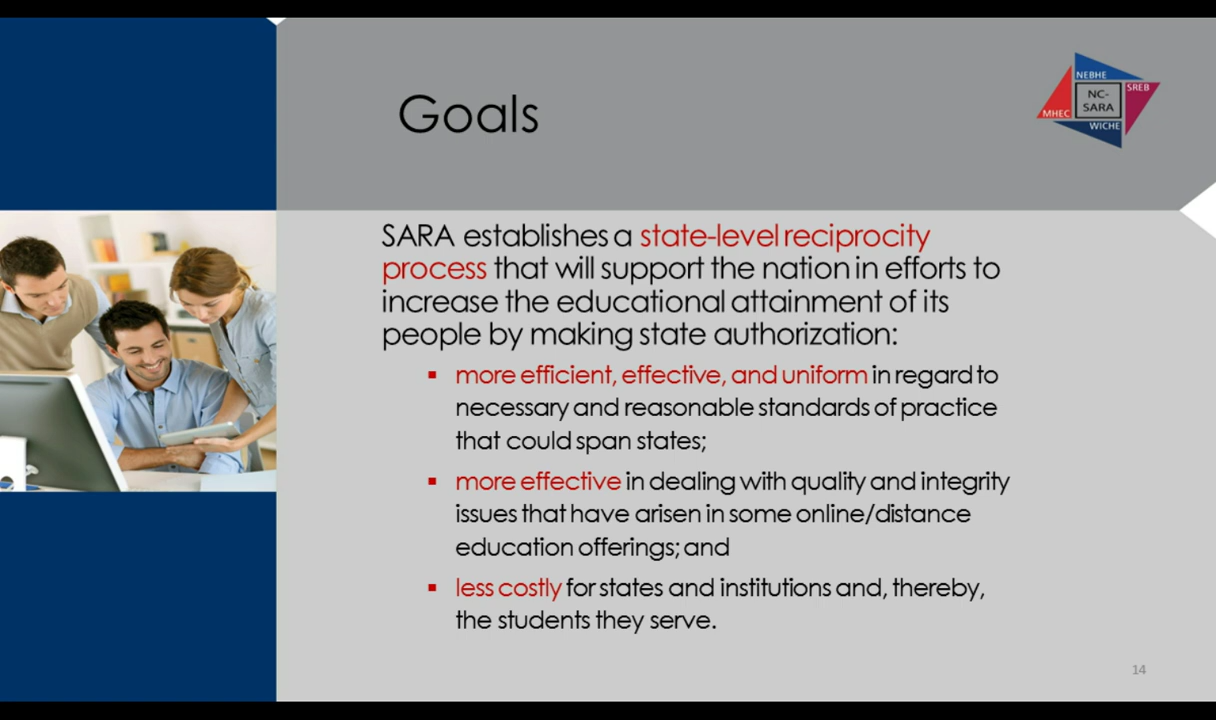 Goals
NEBHE
SREB
NC-
SARA
MHEC
WICHE
SARA establishes a state-level reciprocity
process that will support the nation in efforts to
increase the educational attainment of its
people by making state authorization:
▪ more efficient, effective, and uniform in regard to
necessary and reasonable standards of practice
that could span states;
▪ more effective in dealing with quality and integrity
issues that have arisen in some online/distance
education offerings; and
▪ less costly for states and institutions and, thereby,
the students they serve.
14